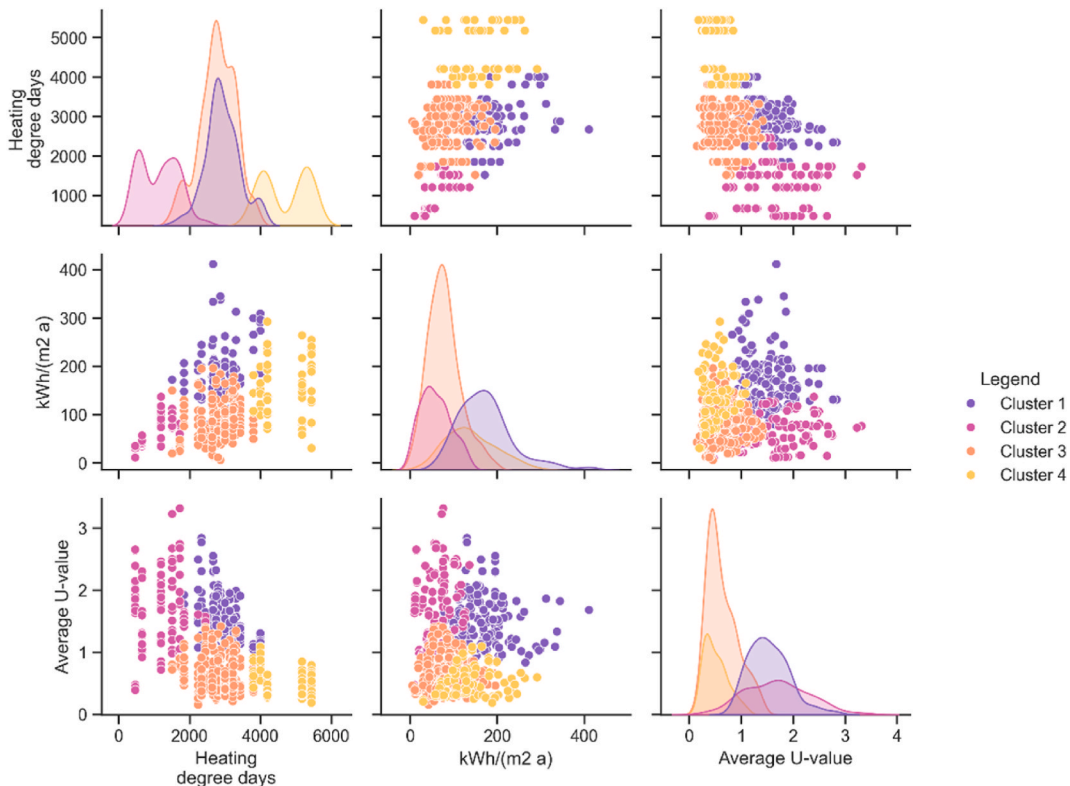 Heating
degree days
5000
4000
3000
2000
1000
kWh/(m2 a)
400
300
200
100
0
Legend
Cluster 1
Cluster 2
Cluster 3
Cluster 4
Average U-value
3
2
1
0
0 2000 4000 6000
0 200 400
0 1 2 3 4
Heating
degree days
kWh/(m2 a)
Average U-value